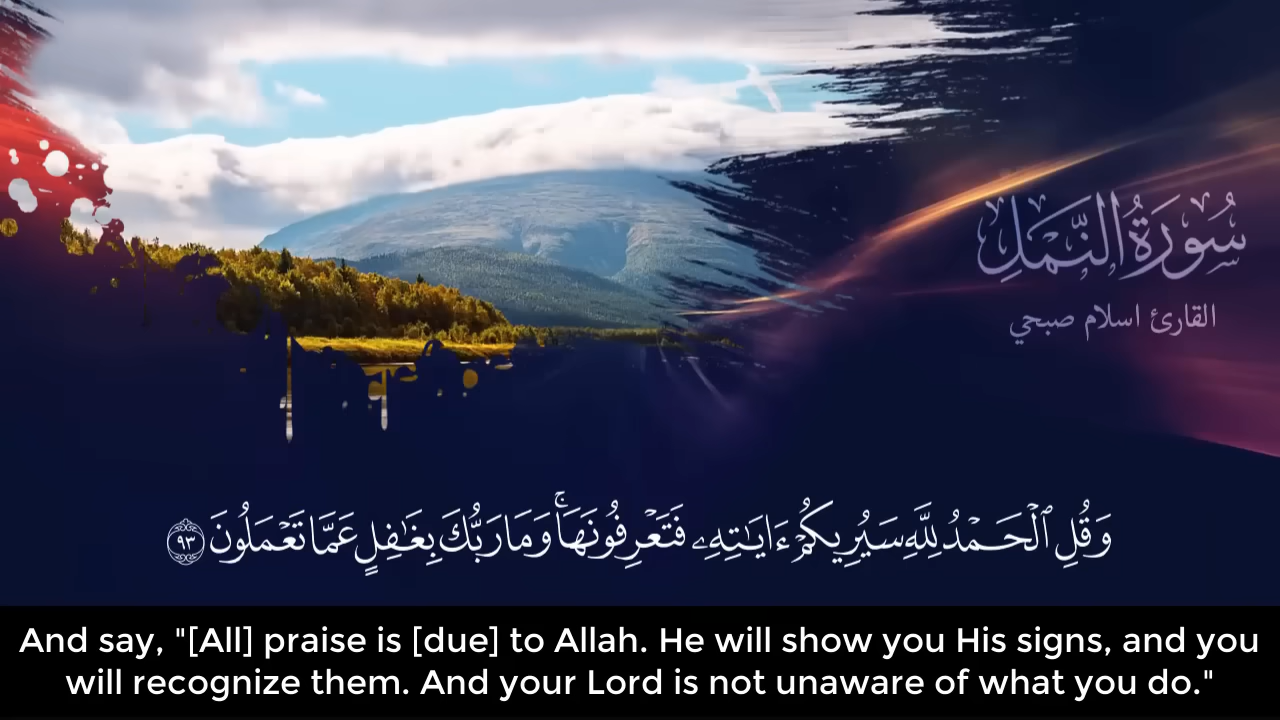 سُورَةُ النَّمْلِ
القارئ اسلام صبحي
وَقُلِ ٱلْحَمْدُ لِلَّهِ سَيُرِيكُمْ ءَايَـٰتِهِۦ فَتَعْرِفُونَهَا ۚ وَمَا رَبُّكَ بِغَـٰفِلٍ عَمَّا تَعْمَلُونَ ٩٣
And say, "[All] praise is [due] to Allah. He will show you His signs, and you
will recognize them. And your Lord is not unaware of what you do."